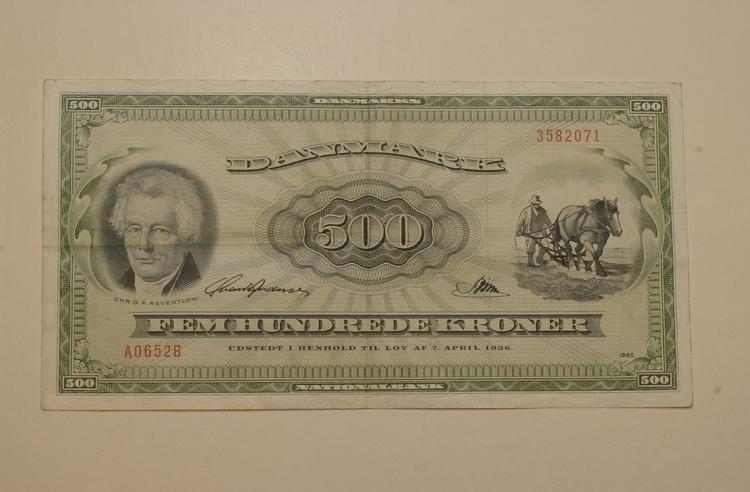 500 DANMARKS 500
3582071
DANMARK
500
CHR. D. F. REVENTLOW
FEM HUNDREDE KRONER
A0652B
UDSTEDT I HENHOLD TIL LOV AF 7. APRIL 1936.
1965
500 NATIONALBANK 500